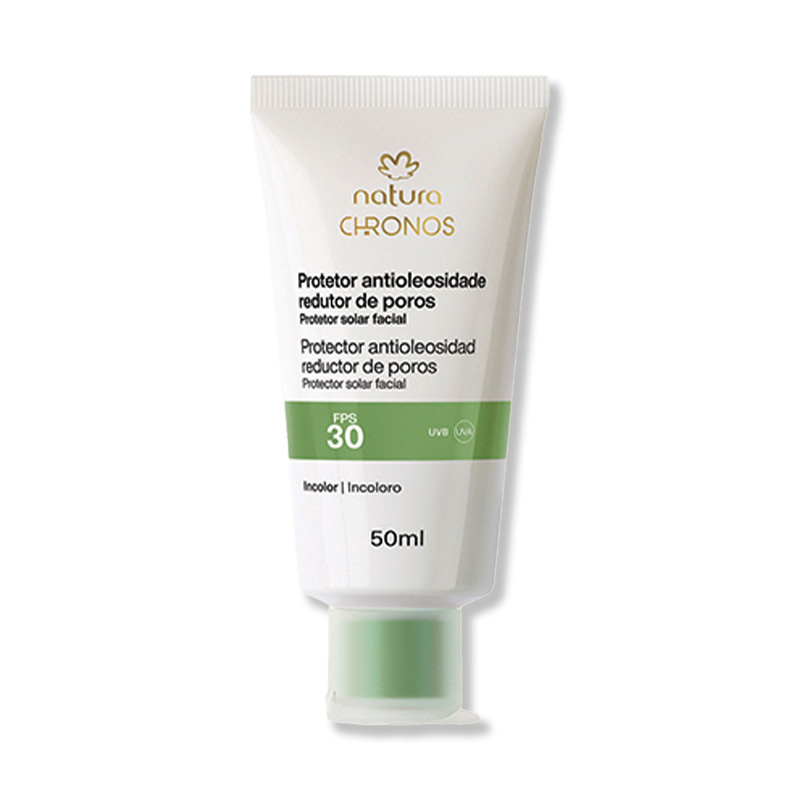 natura
CHRONOS
Protetor antioleosidade
redutor de poros
Protetor solar facial
Protector antioleosidad
reductor de poros
Protector solar facial
FPS
30
UVB UVA
Incolor | Incoloro
50ml